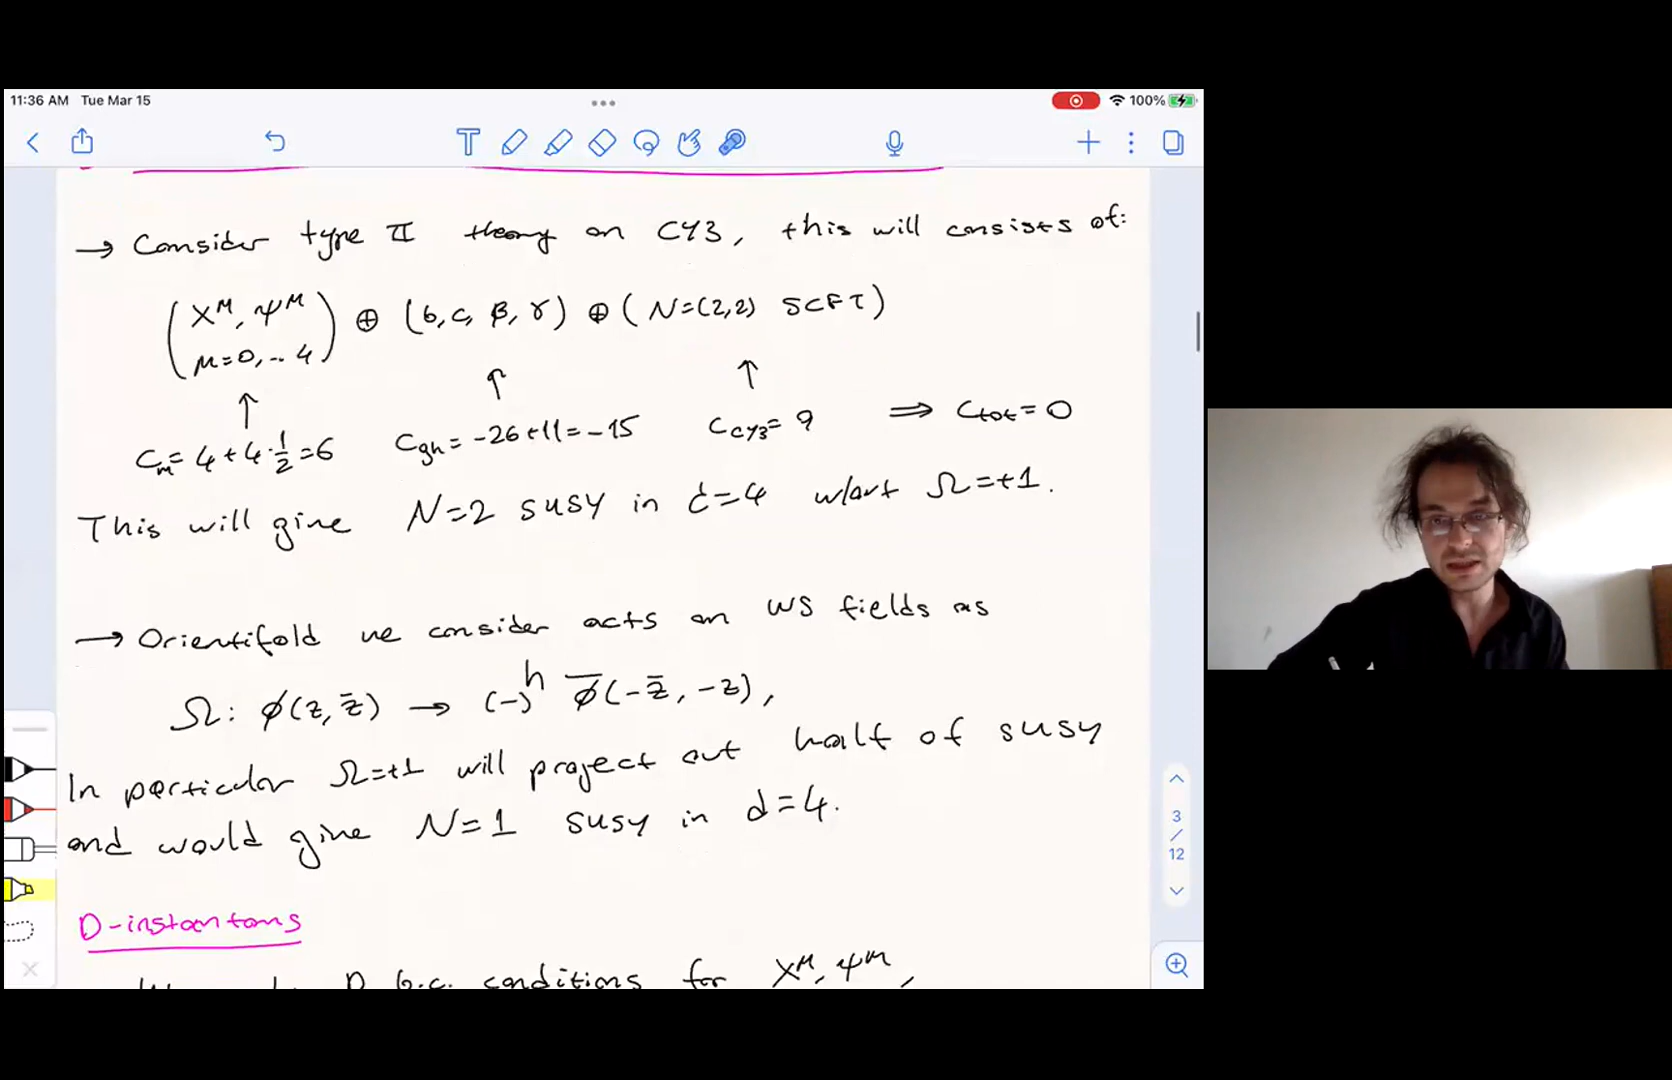 11:36 AM Tue Mar 15
100%
→ Consider type II theory on CY3, this will consists of:
(X^M, ψ^M M=0,..4) ⊕ (b, c, β, γ) ⊕ (N=(2,2) SCFT)
↑ ↑ ↑
C_m = 4+4·1/2 = 6 C_gh = -26+11 = -15 C_CY3 = 9 ⇒ C_tot = 0
This will give N=2 susy in d=4 w/out Ω=+1.
→ Orientifold we consider acts on WS fields as
Ω: φ(z, z̄) → (-)^h φ̄(-z̄, -z),
In particular Ω=+1 will project out half of susy
and would give N=1 susy in d=4.
D-instantons
D b.c. conditions for X^M, ψ^M,
3
/
12